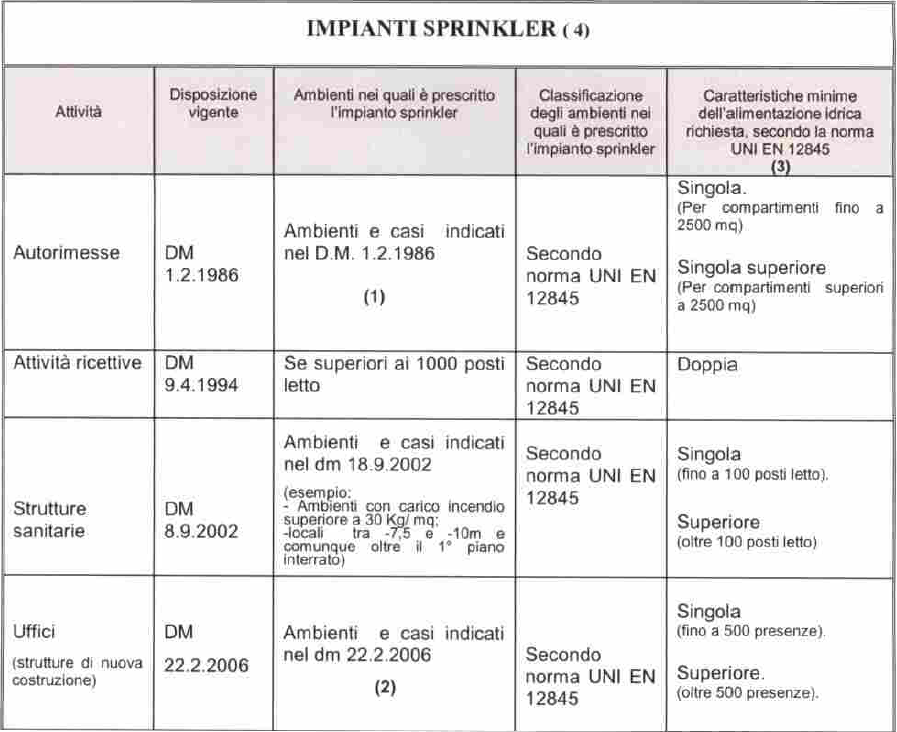 IMPIANTI SPRINKLER ( 4)
Attività
Disposizione
vigente
Ambienti nei quali è prescritto
l'impianto sprinkler
Classificazione
degli ambienti nei
quali è prescritto
l'impianto sprinkler
Caratteristiche minime
dell'alimentazione idrica
richiesta, secondo la norma
UNI EN 12845
(3)
Autorimesse
DM
1.2.1986
Ambienti e casi indicati
nel D.M. 1.2.1986
(1)
Secondo
norma UNI EN
12845
Singola.
(Per compartimenti fino a
2500 mq)
Singola superiore
(Per compartimenti superiori
a 2500 mq)
Attività ricettive
DM
9.4.1994
Se superiori ai 1000 posti
letto
Secondo
norma UNI EN
12845
Doppia
Strutture
sanitarie
DM
8.9.2002
Ambienti e casi indicati
nel dm 18.9.2002
(esempio:
- Ambienti con carico incendio
superiore a 30 Kg/ mq;
-locali tra -7,5 e -10m e
comunque oltre il 1° piano
interrato)
Secondo
norma UNI EN
12845
Singola
(fino a 100 posti letto).
Superiore
(oltre 100 posti letto)
Uffici
(strutture di nuova
costruzione)
DM
22.2.2006
Ambienti e casi indicati
nel dm 22.2.2006
(2)
Secondo
norma UNI EN
12845
Singola
(fino a 500 presenze).
Superiore.
(oltre 500 presenze).